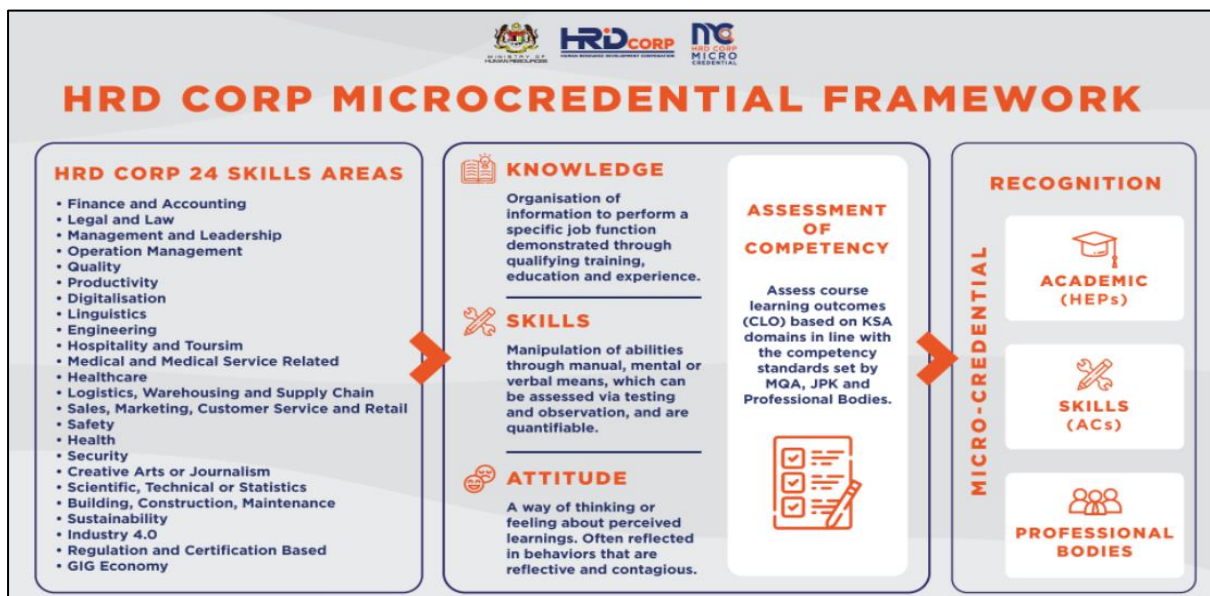 MINISTRY OF
HUMAN RESOURCES
HRD CORP
HUMAN RESOURCE DEVELOPMENT CORPORATION
MC
HRD CORP
MICRO
CREDENTIAL
HRD CORP MICROCREDENTIAL FRAMEWORK
HRD CORP 24 SKILLS AREAS
• Finance and Accounting
• Legal and Law
• Management and Leadership
• Operation Management
• Quality
• Productivity
• Digitalisation
• Linguistics
• Engineering
• Hospitality and Toursim
• Medical and Medical Service Related
• Healthcare
• Logistics, Warehousing and Supply Chain
• Sales, Marketing, Customer Service and Retail
• Safety
• Health
• Security
• Creative Arts or Journalism
• Scientific, Technical or Statistics
• Building, Construction, Maintenance
• Sustainability
• Industry 4.0
• Regulation and Certification Based
• GIG Economy
KNOWLEDGE
Organisation of
information to perform a
specific job function
demonstrated through
qualifying training,
education and experience.
SKILLS
Manipulation of abilities
through manual, mental or
verbal means, which can
be assessed via testing
and observation, and are
quantifiable.
ATTITUDE
A way of thinking or
feeling about perceived
learnings. Often reflected
in behaviors that are
reflective and contagious.
ASSESSMENT
OF
COMPETENCY
Assess course
learning outcomes
(CLO) based on KSA
domains in line with
the competency
standards set by
MQA, JPK and
Professional Bodies.
MICRO-CREDENTIAL
RECOGNITION
ACADEMIC
(HEPs)
SKILLS
(ACs)
PROFESSIONAL
BODIES